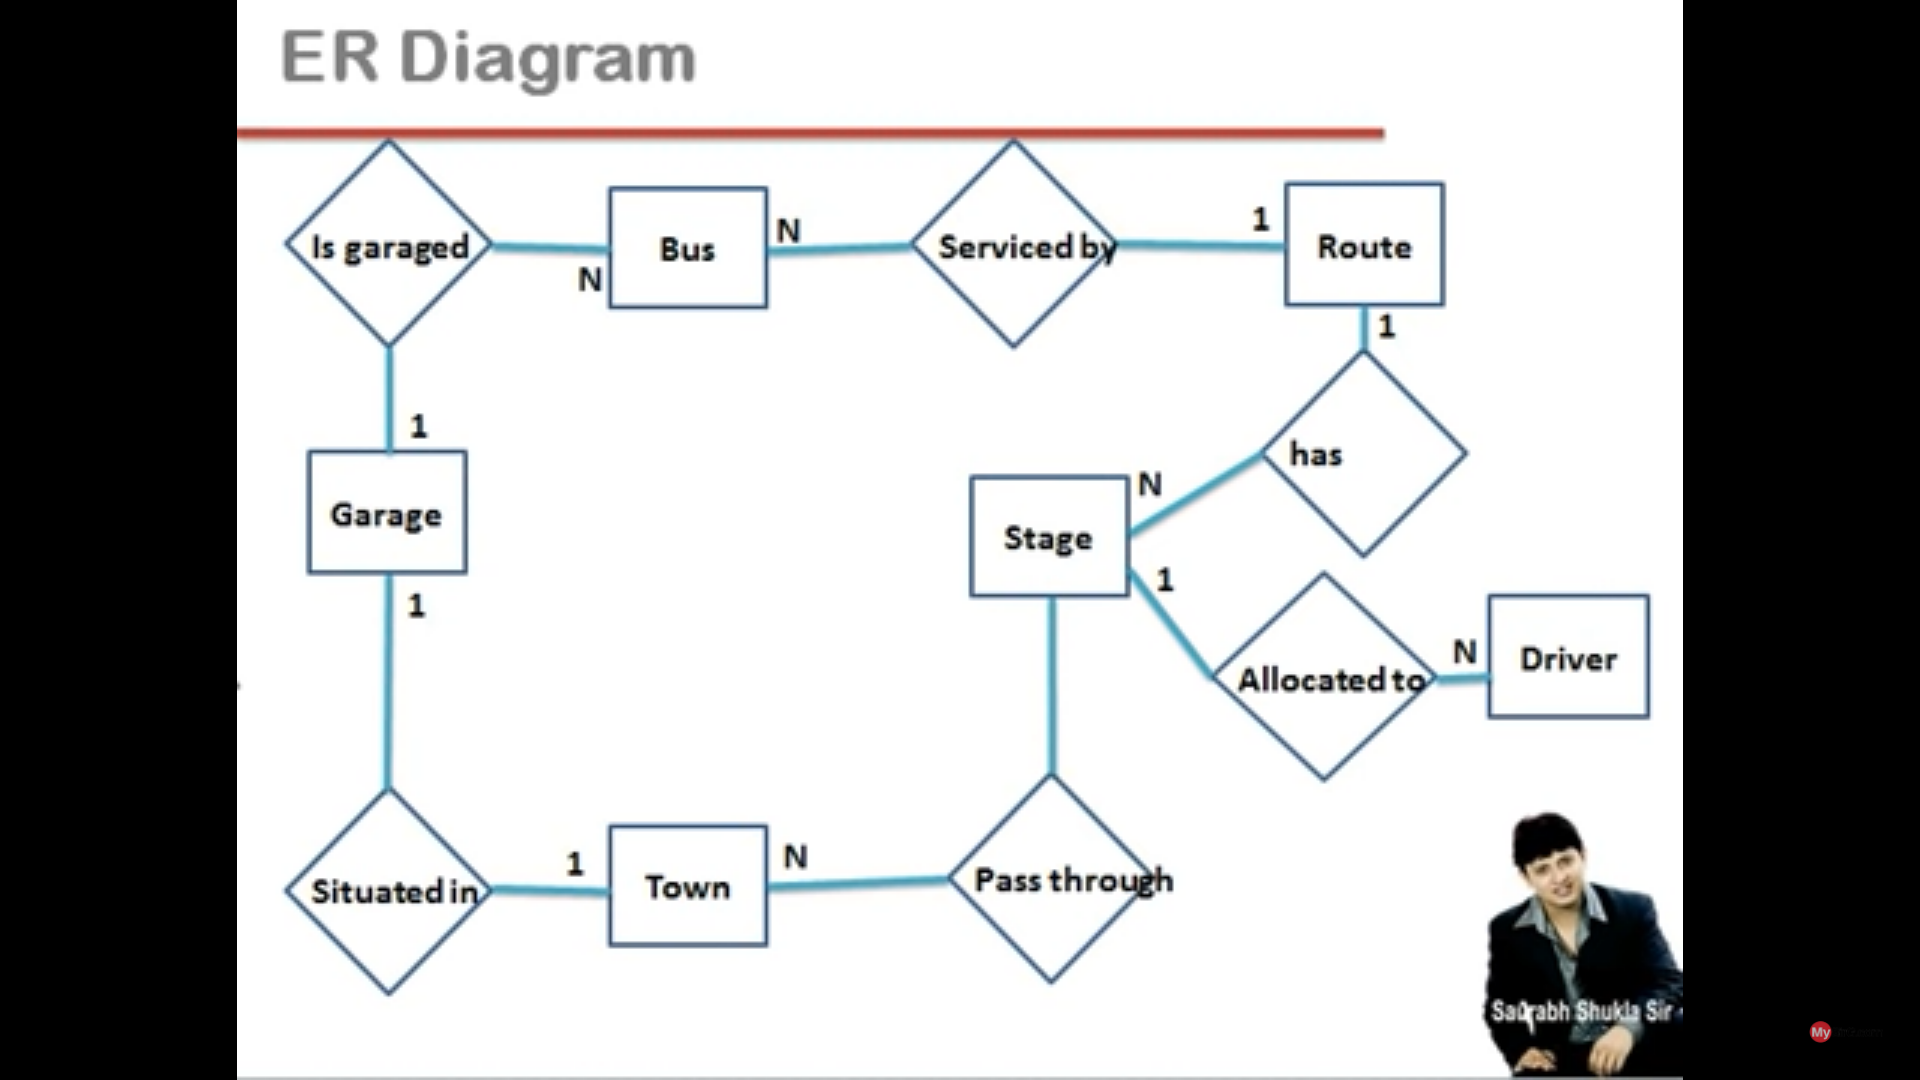 ER Diagram
Is garaged
N
Bus
N
Serviced by
1
Route
1
1
Garage
1
has
N
Stage
1
Allocated to
N
Driver
Situated in
1
Town
N
Pass through
Saurabh Shukla Sir
My